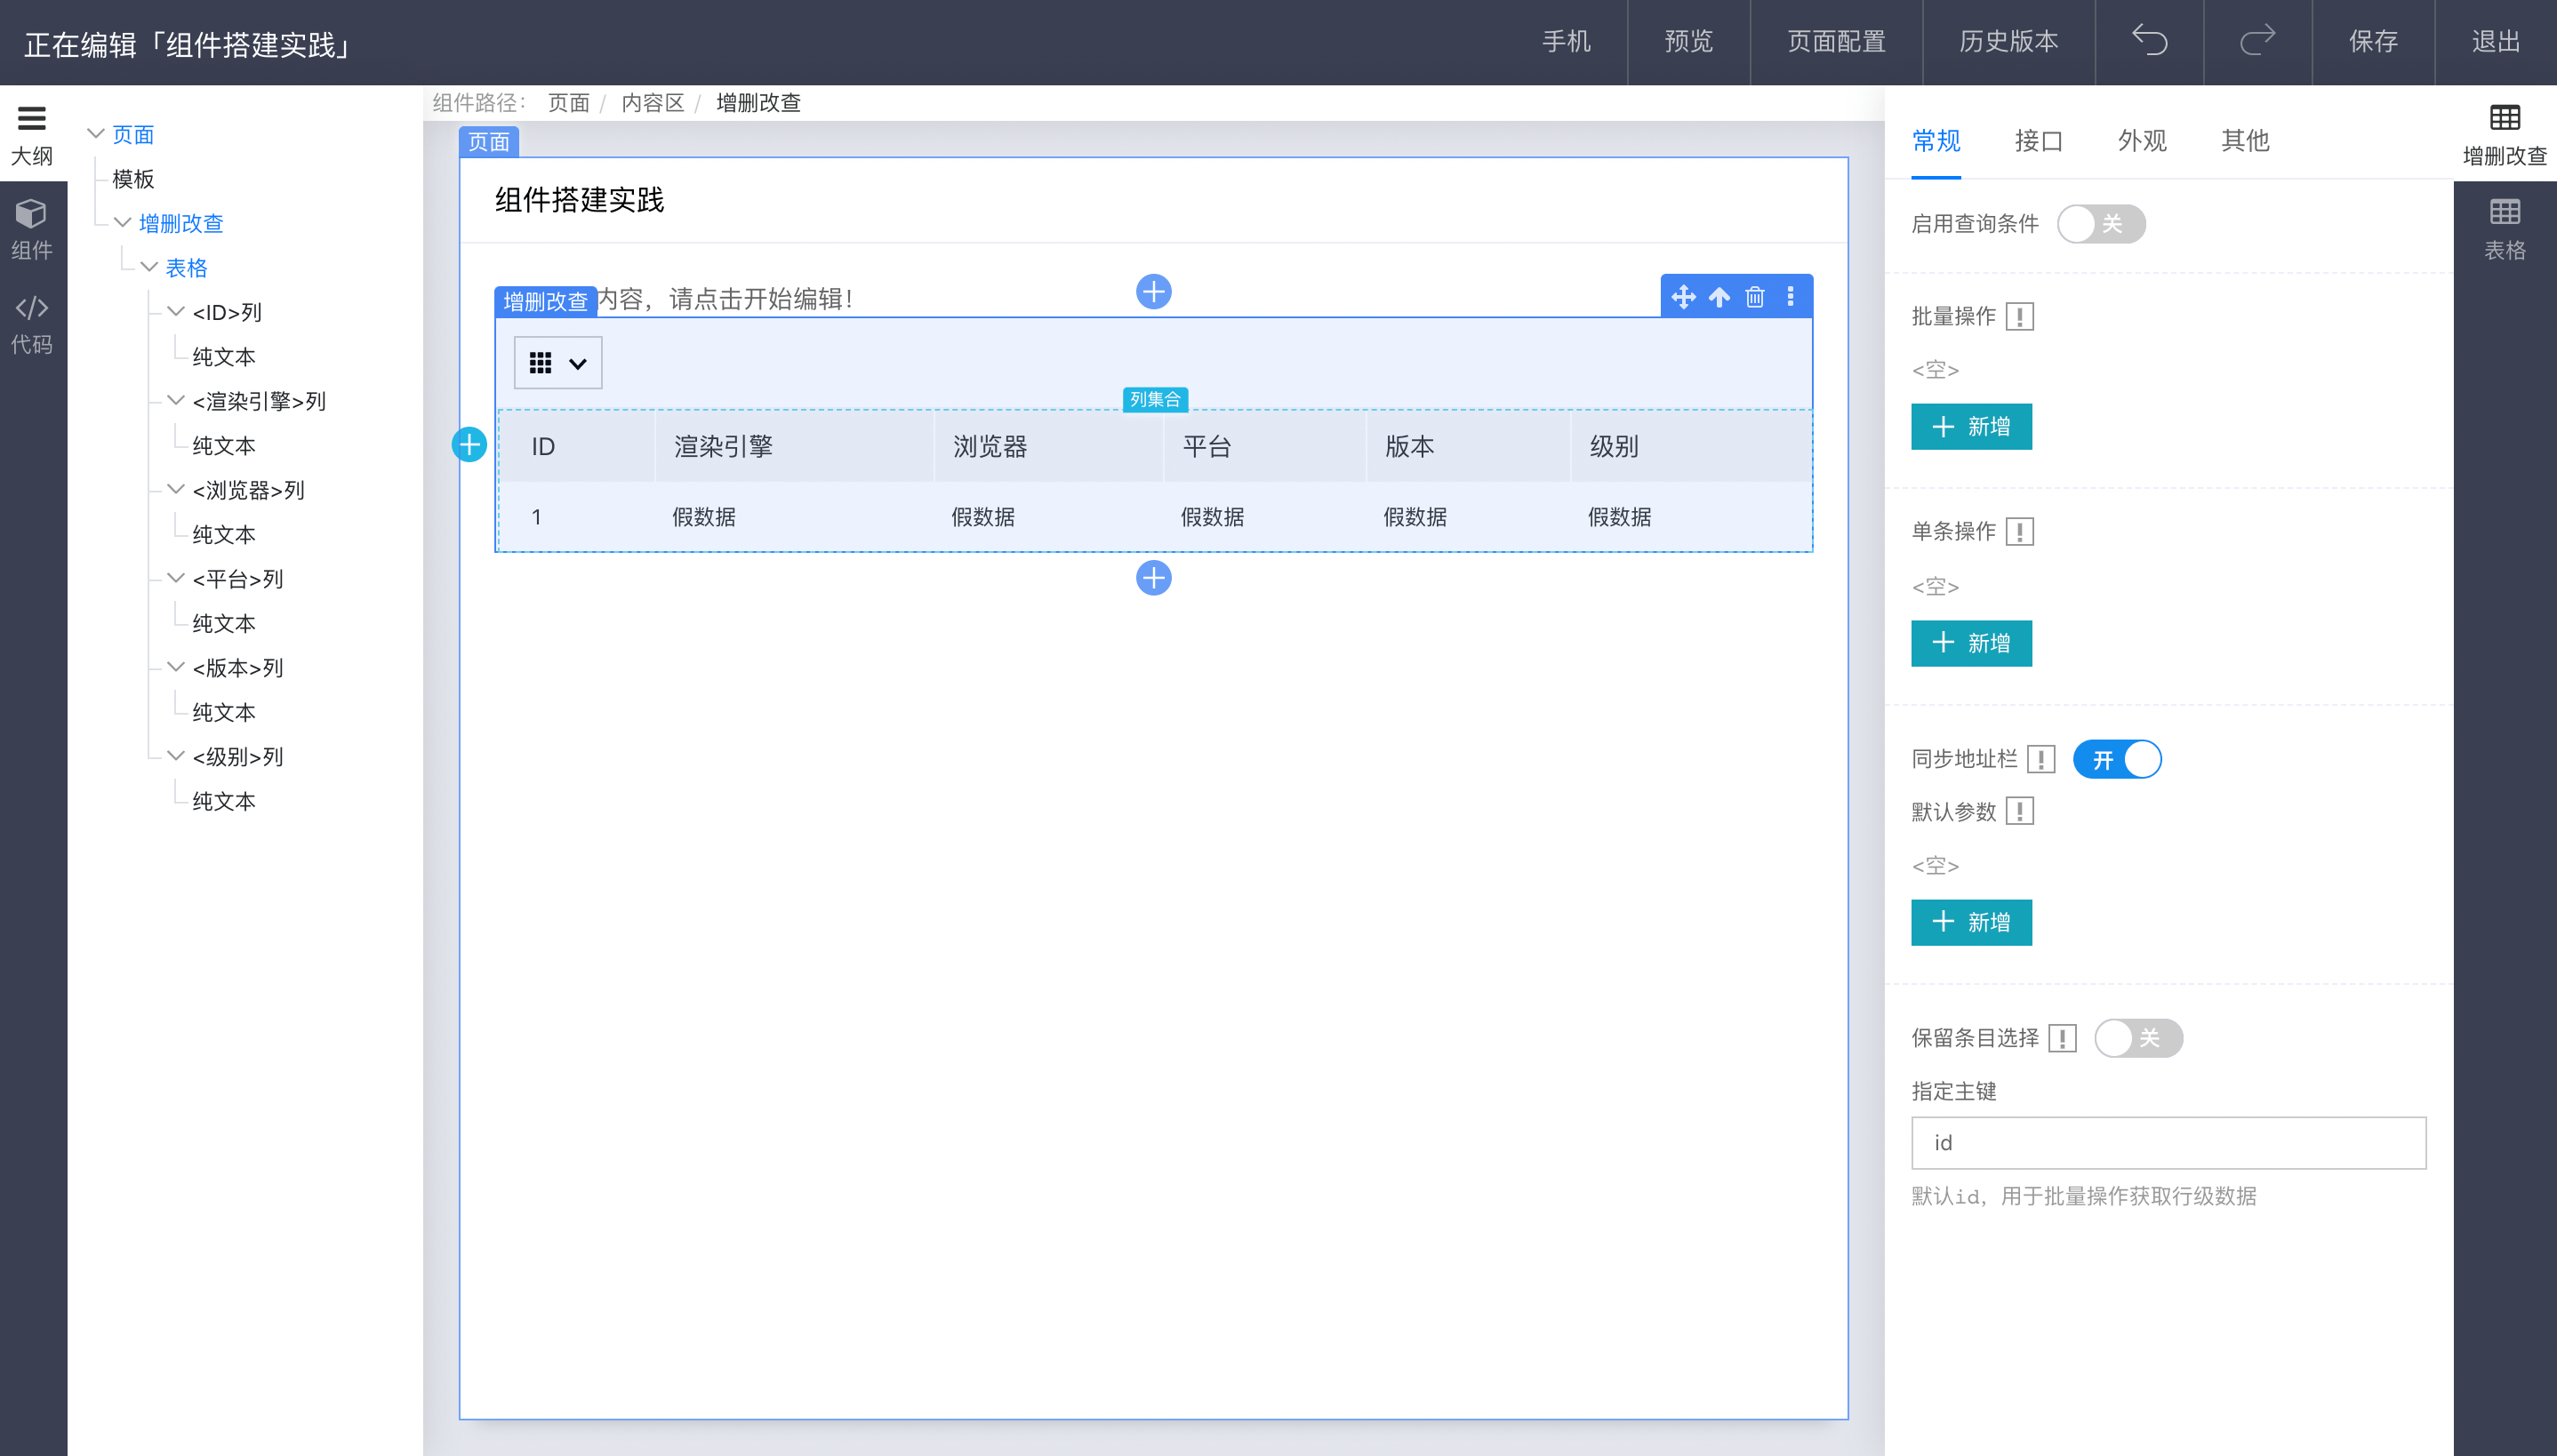 正在编辑「组件搭建实践」
手机
预览
页面配置
历史版本
保存
退出
大纲
组件
代码
页面
模板
增删改查
表格
<ID>列
纯文本
<渲染引擎>列
纯文本
<浏览器>列
纯文本
<平台>列
纯文本
<版本>列
纯文本
<级别>列
纯文本
组件路径： 页面 / 内容区 / 增删改查
页面
组件搭建实践
增删改查
内容，请点击开始编辑！
列集合
ID 渲染引擎 浏览器 平台 版本 级别
1 假数据 假数据 假数据 假数据 假数据
常规 接口 外观 其他
启用查询条件 关
批量操作
<空>
新增
单条操作
<空>
新增
同步地址栏 开
默认参数
<空>
新增
保留条目选择 关
指定主键
id
默认id，用于批量操作获取行级数据
增删改查
表格